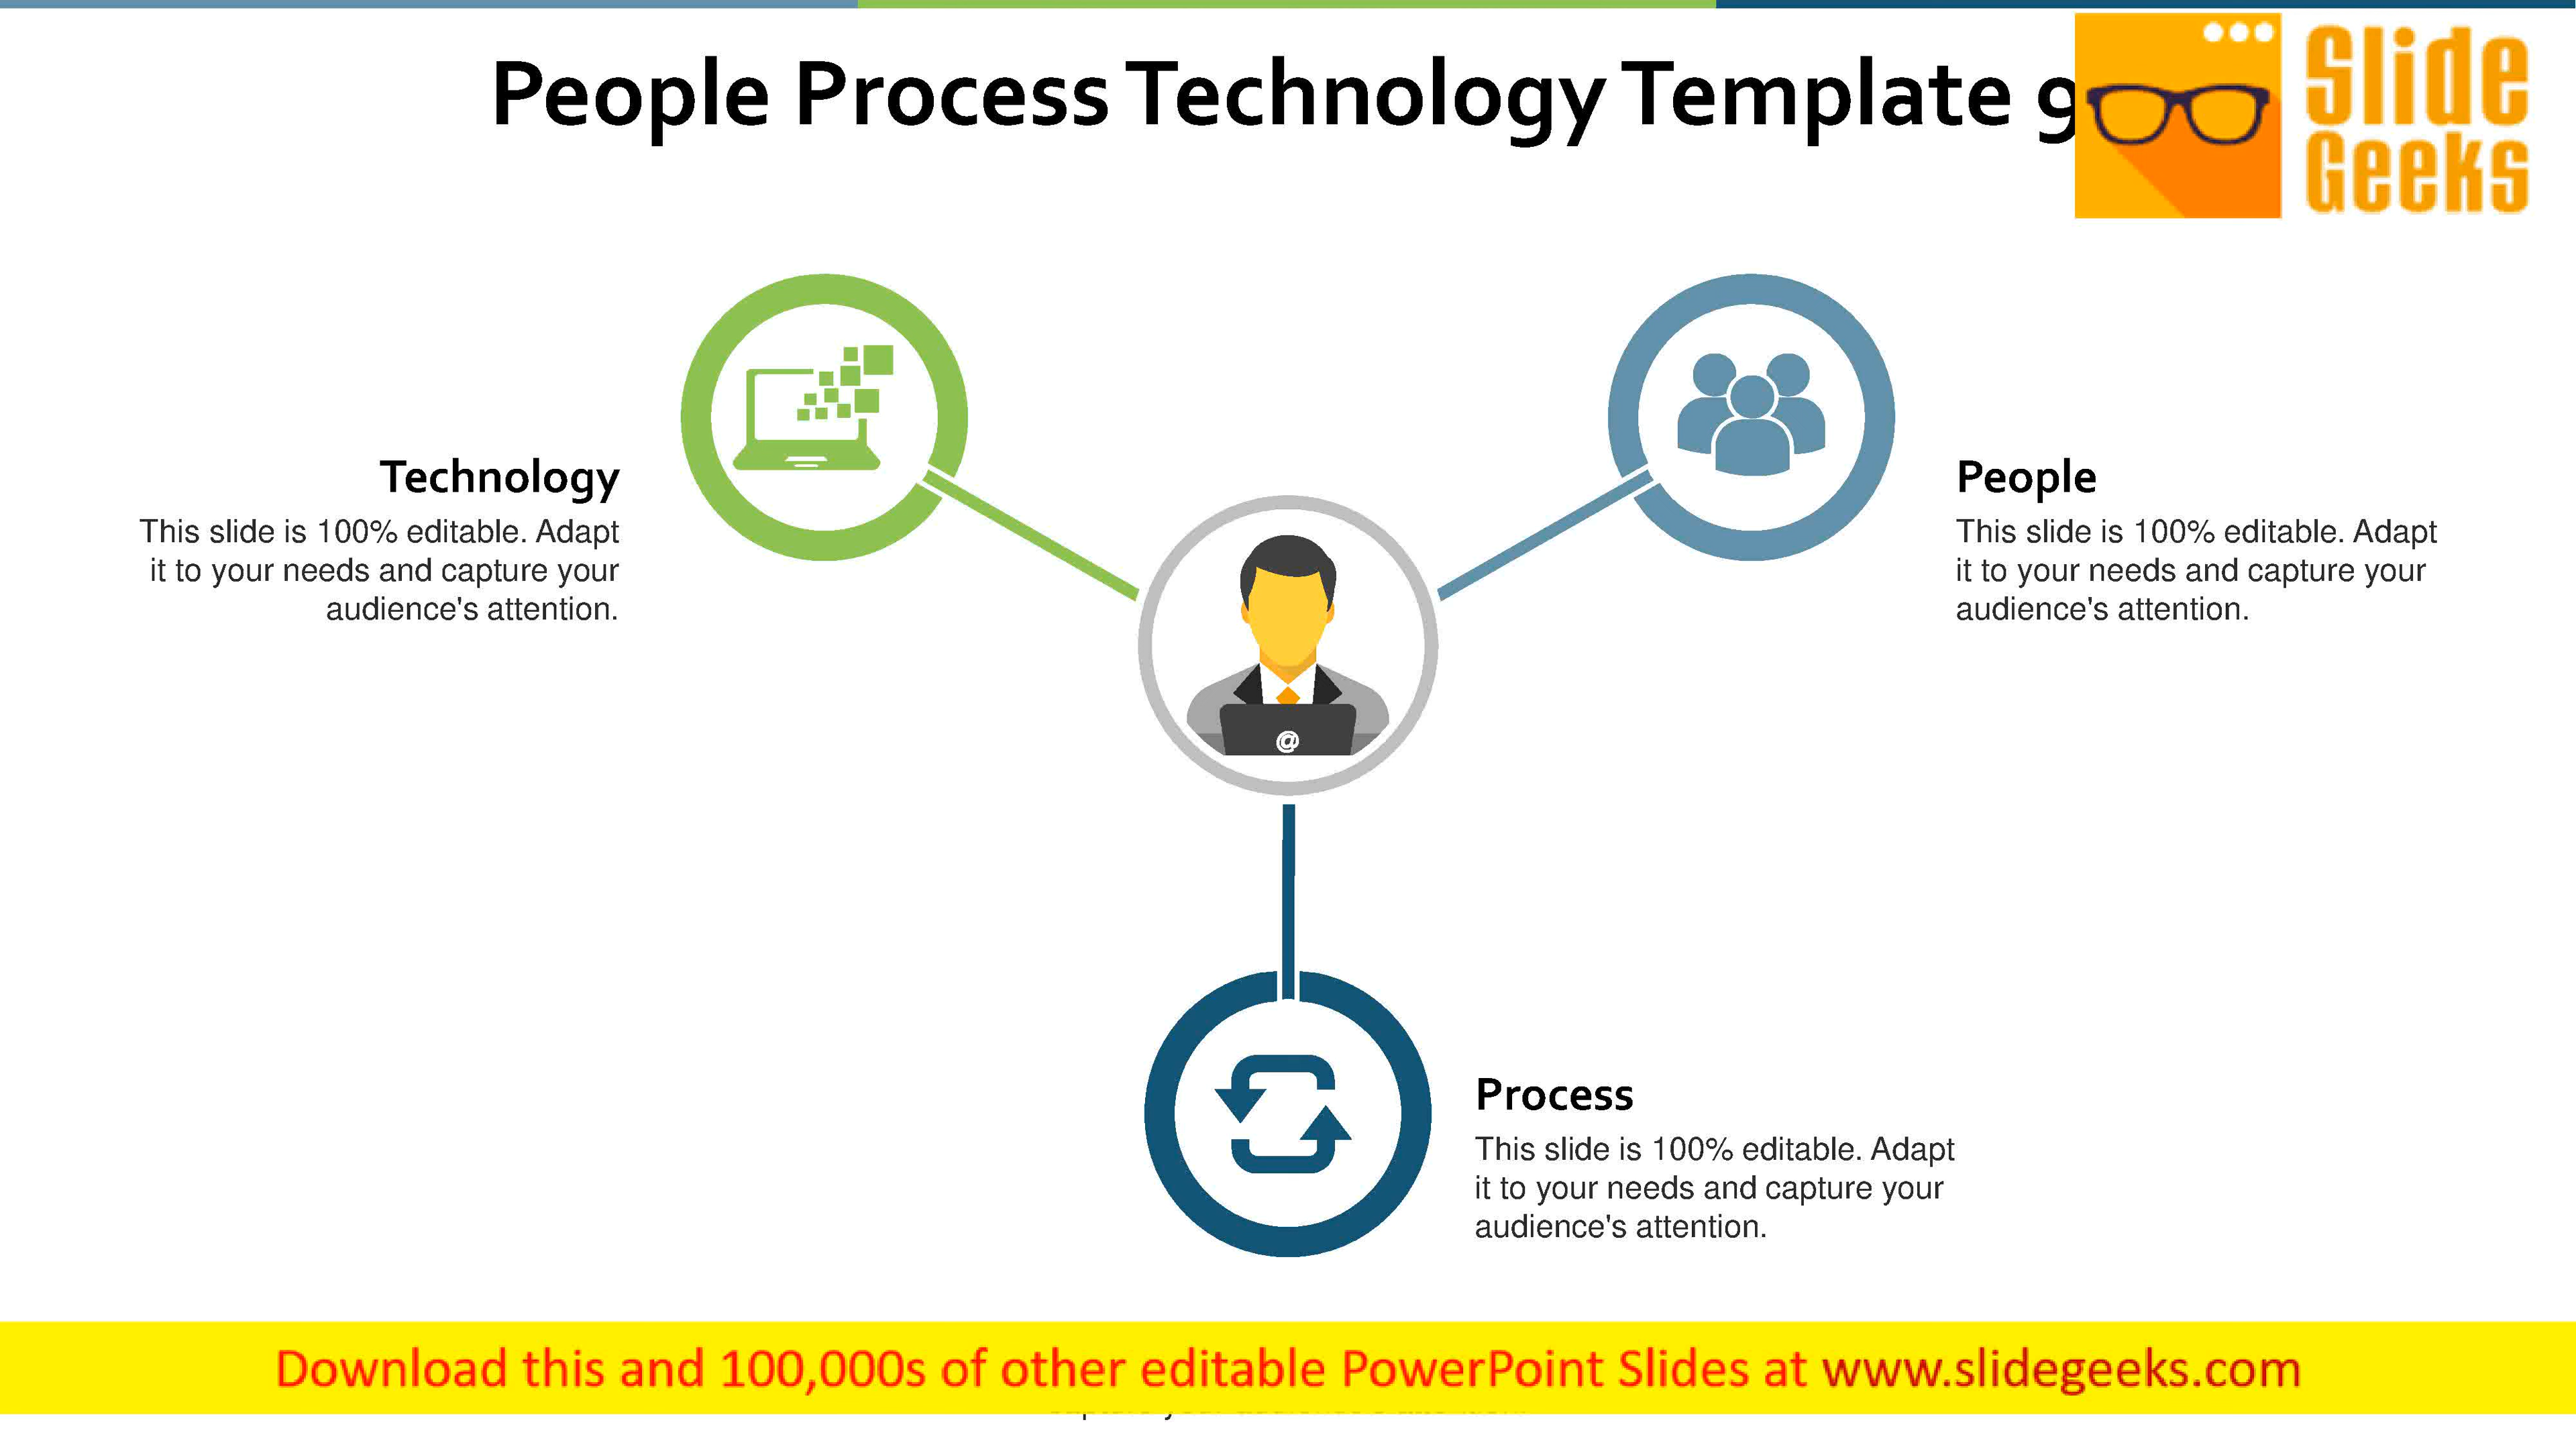 People Process Technology Template 9
Slide
Geeks
Technology
This slide is 100% editable. Adapt
it to your needs and capture your
audience's attention.
People
This slide is 100% editable. Adapt
it to your needs and capture your
audience's attention.
@
Process
This slide is 100% editable. Adapt
it to your needs and capture your
audience's attention.
Download this and 100,000s of other editable PowerPoint Slides at www.slidegeeks.com